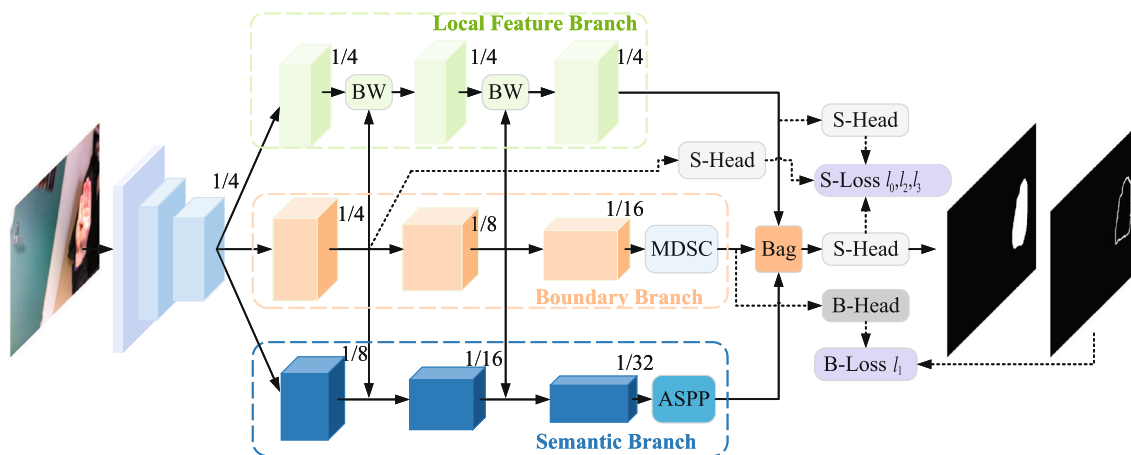 Local Feature Branch
1/4 1/4 1/4
BW BW
S-Head
1/4
S-Head
S-Loss l0,l2,l3
1/4 1/8 1/16
MDSC Bag S-Head
Boundary Branch
B-Head
1/8 1/16 1/32
B-Loss l1
ASPP
Semantic Branch